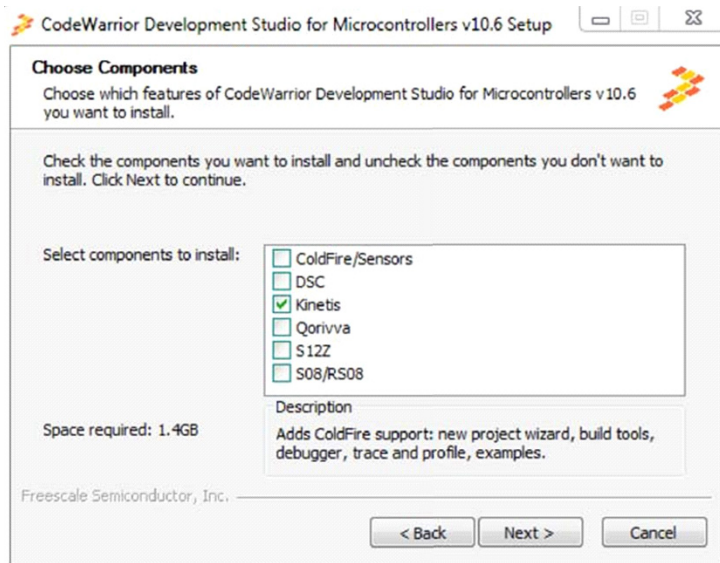 CodeWarrior Development Studio for Microcontrollers v10.6 Setup
Choose Components
Choose which features of CodeWarrior Development Studio for Microcontrollers v10.6
you want to install.
Check the components you want to install and uncheck the components you don't want to
install. Click Next to continue.
Select components to install:
ColdFire/Sensors
DSC
Kinetis
Qorivva
S12Z
S08/RS08
Space required: 1.4GB
Description
Adds ColdFire support: new project wizard, build tools,
debugger, trace and profile, examples.
Freescale Semiconductor, Inc.
< Back
Next >
Cancel